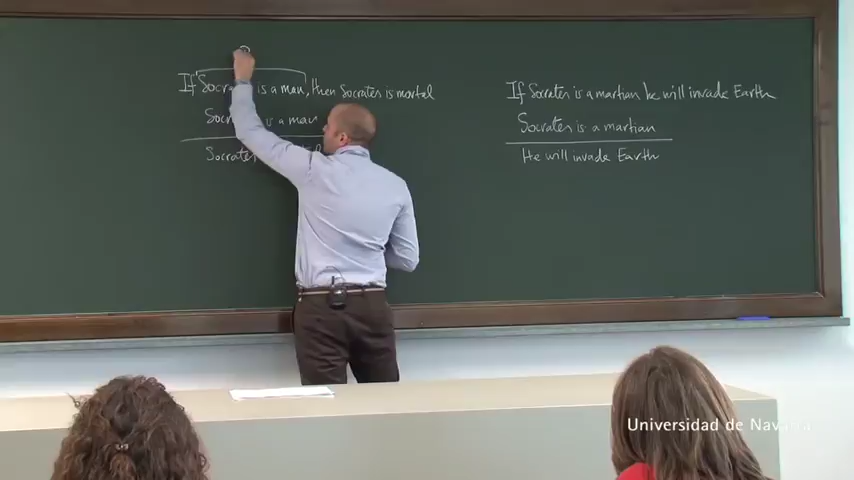 If Socrates is a man, then Socrates is mortal
Socrates is a man
Socrates
If Socrates is a martian he will invade Earth
Socrates is a martian
He will invade Earth
Universidad de Navarra